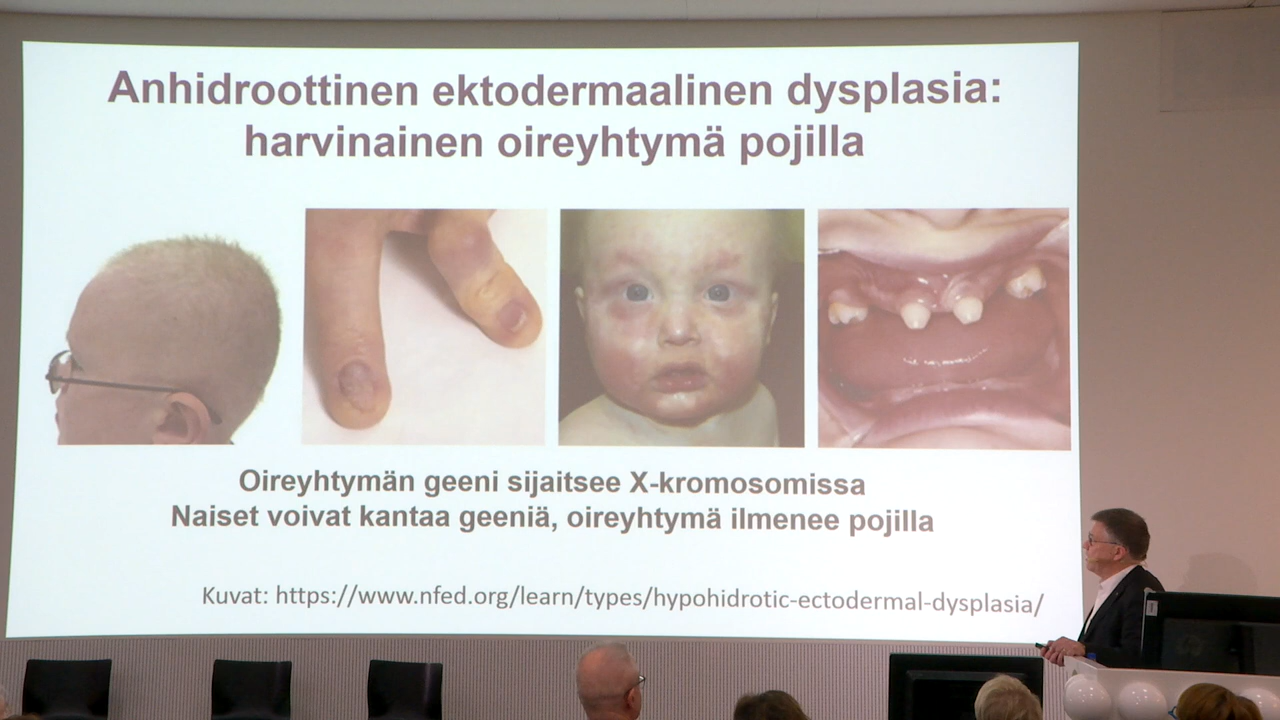 Anhidroottinen ektodermaalinen dysplasia:
harvinainen oireyhtymä pojilla
Oireyhtymän geeni sijaitsee X-kromosomissa
Naiset voivat kantaa geeniä, oireyhtymä ilmenee pojilla
Kuvat: https://www.nfed.org/learn/types/hypohidrotic-ectodermal-dysplasia/